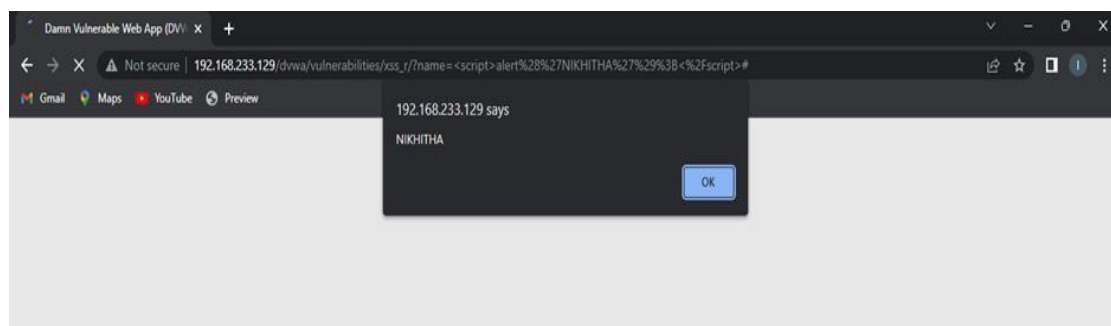 Damn Vulnerable Web App (DVW
Not secure | 192.168.233.129/dvwa/vulnerabilities/xss_r/?name=<script>alert%28%27NIKHITHA%27%29%3B<%2Fscript>#
Gmail Maps YouTube Preview
192.168.233.129 says
NIKHITHA
OK